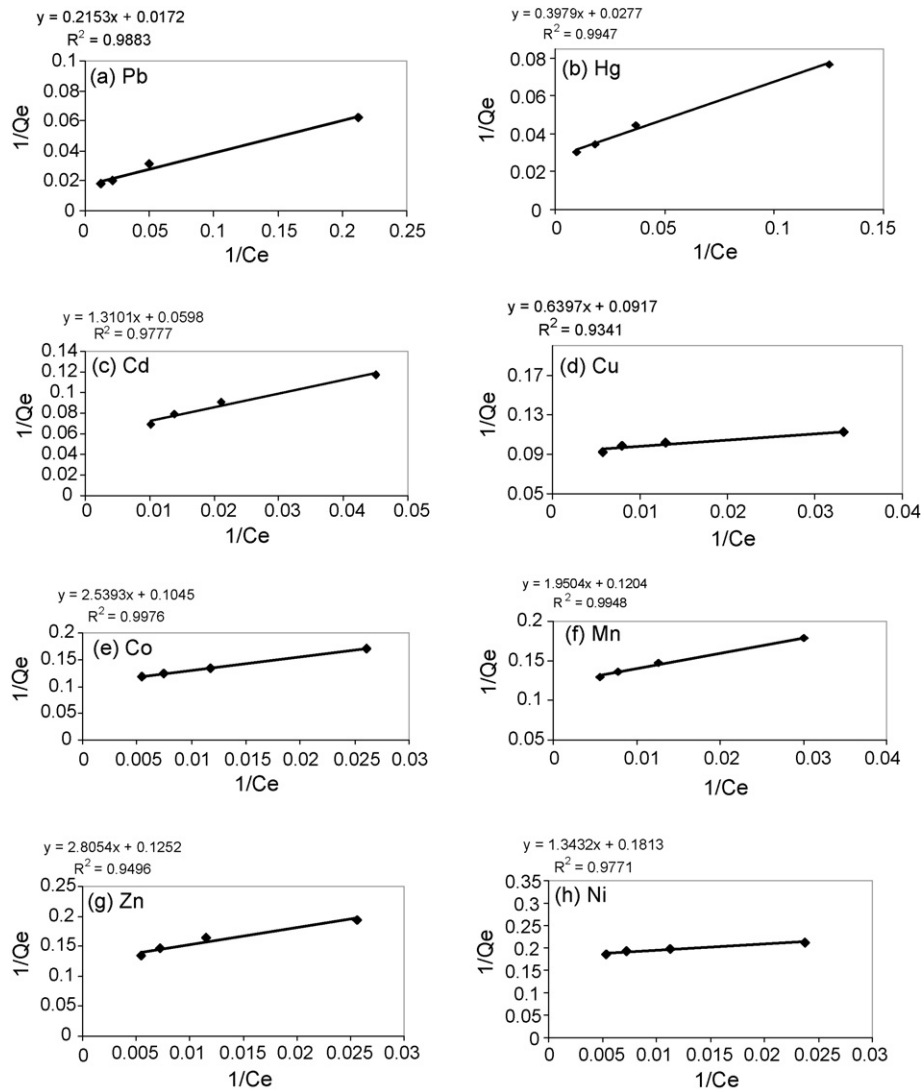 y = 0.2153x + 0.0172
R² = 0.9883
(a) Pb
0.1
0.08
0.06
0.04
0.02
0
1/Qe
0 0.05 0.1 0.15 0.2 0.25
1/Ce
y = 0.3979x + 0.0277
R² = 0.9947
(b) Hg
0.08
0.06
0.04
0.02
0
1/Qe
0 0.05 0.1 0.15
1/Ce
y = 1.3101x + 0.0598
R² = 0.9777
(c) Cd
0.14
0.12
0.1
0.08
0.06
0.04
0.02
0
1/Qe
0 0.01 0.02 0.03 0.04 0.05
1/Ce
y = 0.6397x + 0.0917
R² = 0.9341
(d) Cu
0.17
0.13
0.09
0.05
1/Qe
0 0.01 0.02 0.03 0.04
1/Ce
y = 2.5393x + 0.1045
R² = 0.9976
(e) Co
0.2
0.15
0.1
0.05
0
1/Qe
0 0.005 0.01 0.015 0.02 0.025 0.03
1/Ce
y = 1.9504x + 0.1204
R² = 0.9948
(f) Mn
0.2
0.15
0.1
0.05
1/Qe
0 0.01 0.02 0.03 0.04
1/Ce
y = 2.8054x + 0.1252
R² = 0.9496
(g) Zn
0.25
0.2
0.15
0.1
0.05
0
1/Qe
0 0.005 0.01 0.015 0.02 0.025 0.03
1/Ce
y = 1.3432x + 0.1813
R² = 0.9771
(h) Ni
0.35
0.3
0.25
0.2
0.15
0.1
0.05
0
1/Qe
0 0.005 0.01 0.015 0.02 0.025 0.03
1/Ce